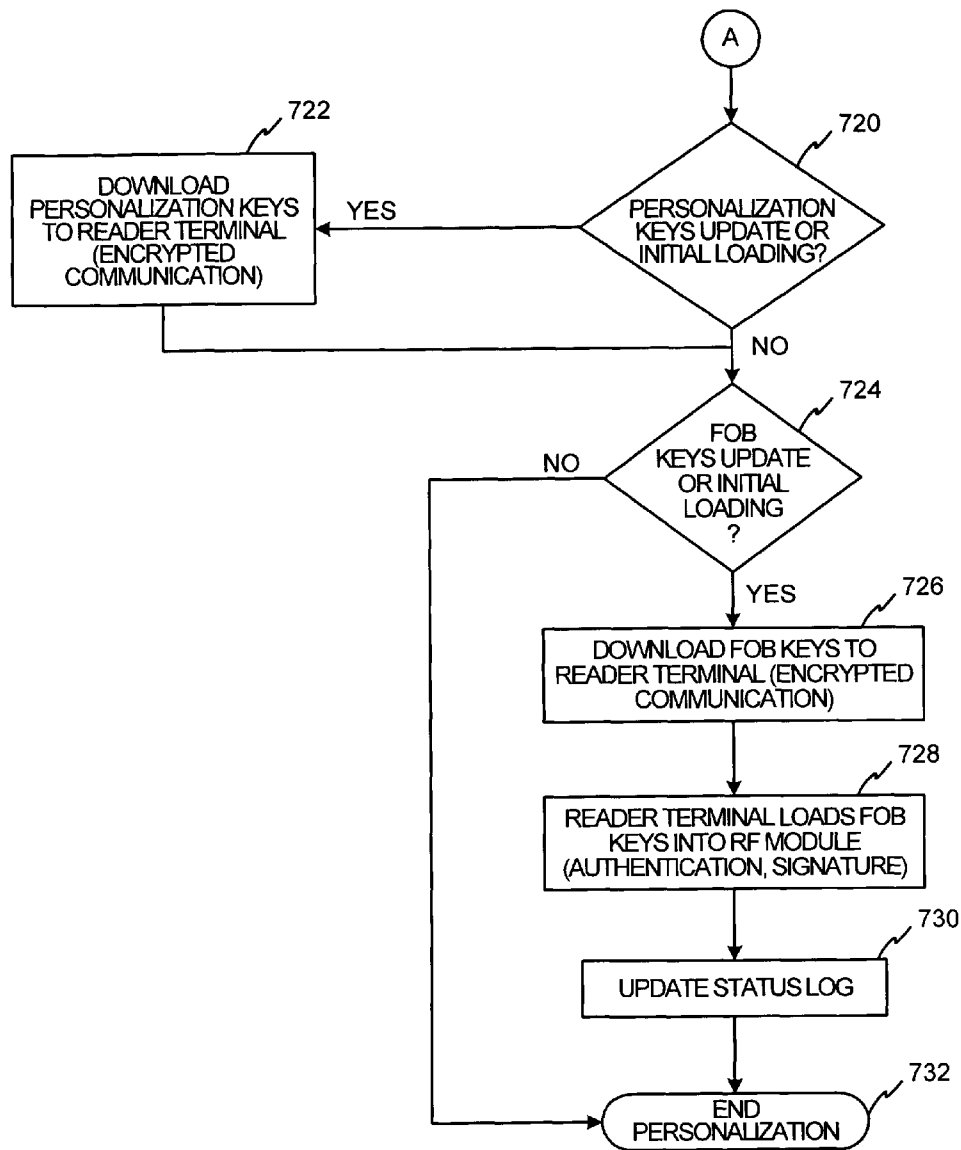 A
720
PERSONALIZATION
KEYS UPDATE OR
INITIAL LOADING?
YES
722
DOWNLOAD
PERSONALIZATION KEYS
TO READER TERMINAL
(ENCRYPTED
COMMUNICATION)
NO
724
FOB
KEYS UPDATE
OR INITIAL
LOADING
?
NO
YES
726
DOWNLOAD FOB KEYS TO
READER TERMINAL (ENCRYPTED
COMMUNICATION)
728
READER TERMINAL LOADS FOB
KEYS INTO RF MODULE
(AUTHENTICATION, SIGNATURE)
730
UPDATE STATUS LOG
732
END
PERSONALIZATION